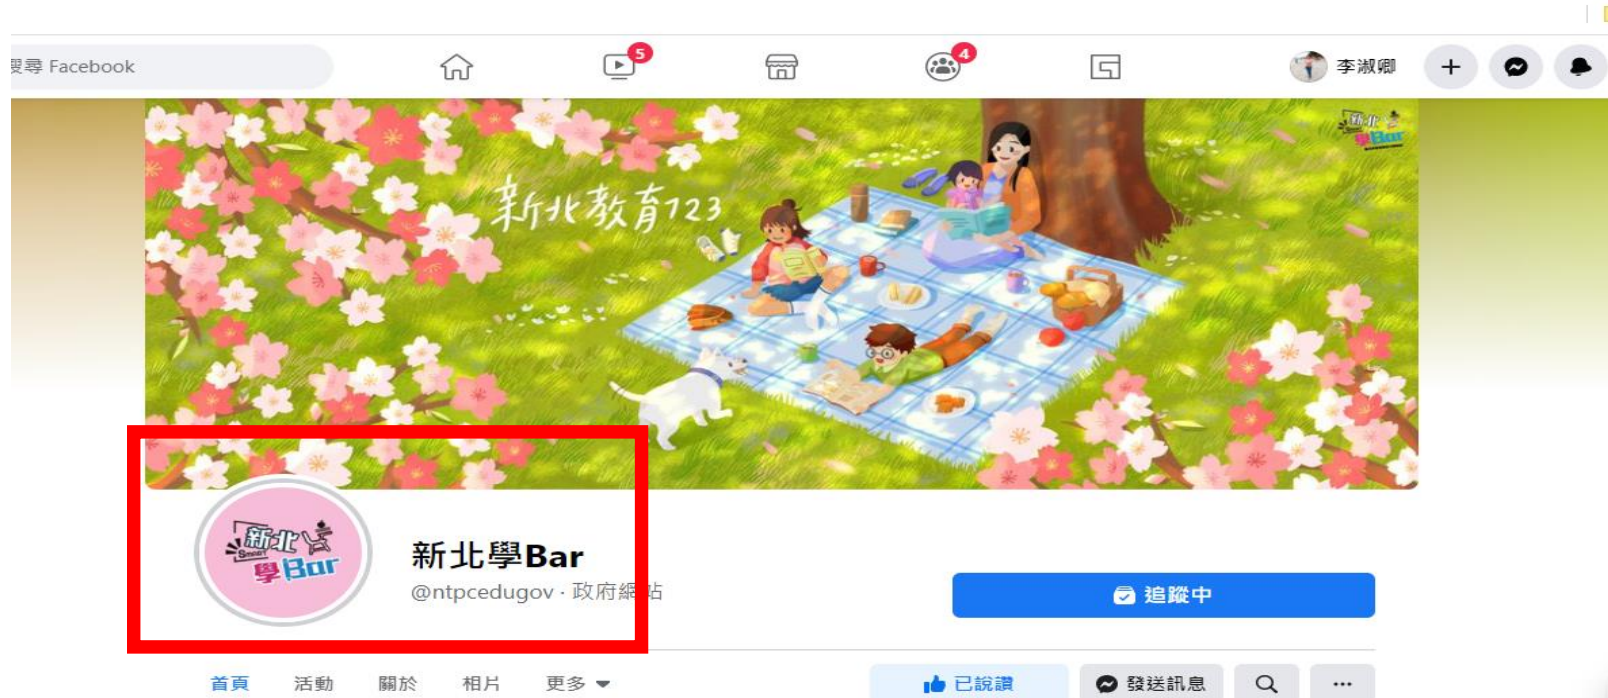 搜尋 Facebook
5
4
李淑卿
新北教育123
新北
學Bar
新北
Smart
學Bar
新北學Bar
@ntpcedugov · 政府網站
追蹤中
首頁 活動 關於 相片 更多
已說讚 發送訊息